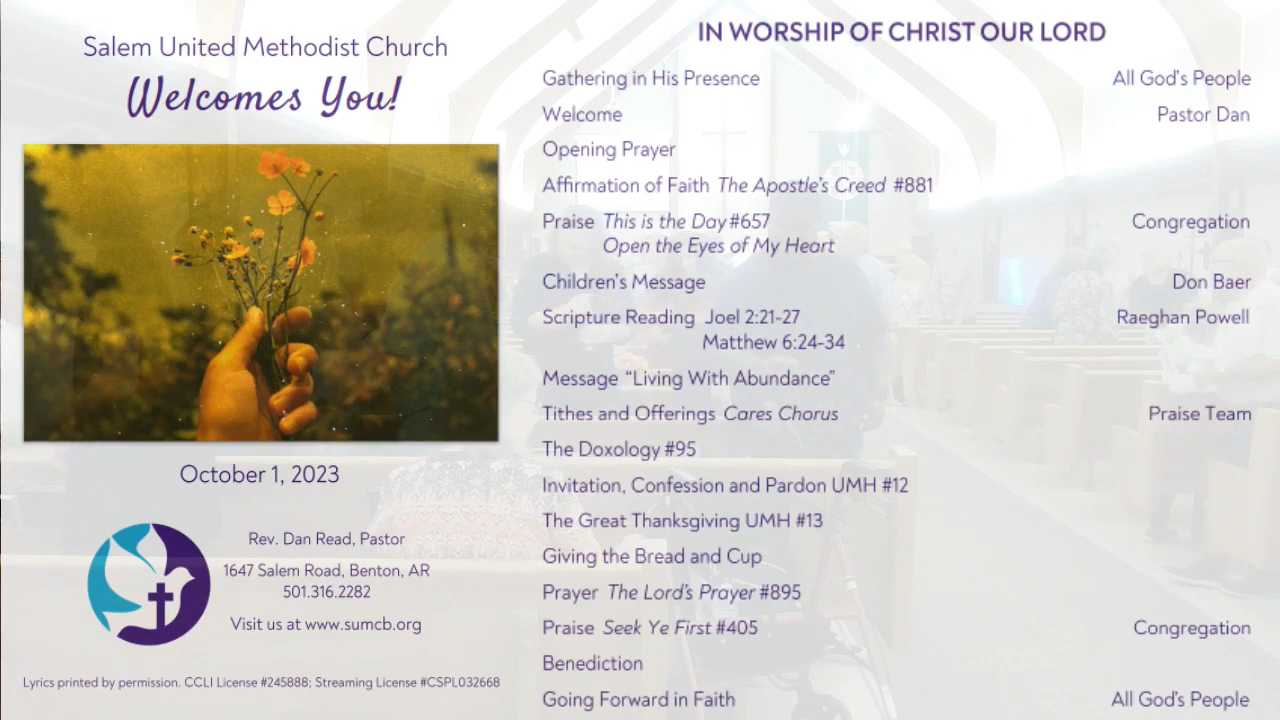 Salem United Methodist Church
Welcomes You!
October 1, 2023
Rev. Dan Read, Pastor
1647 Salem Road, Benton, AR
501.316.2282
Visit us at www.sumcb.org
Lyrics printed by permission. CCLI License #245888; Streaming License #CSPL032668
IN WORSHIP OF CHRIST OUR LORD
Gathering in His Presence All God's People
Welcome Pastor Dan
Opening Prayer
Affirmation of Faith The Apostle's Creed #881
Praise This is the Day #657 Congregation
Open the Eyes of My Heart
Children's Message Don Baer
Scripture Reading Joel 2:21-27 Raeghan Powell
Matthew 6:24-34
Message “Living With Abundance”
Tithes and Offerings Cares Chorus Praise Team
The Doxology #95
Invitation, Confession and Pardon UMH #12
The Great Thanksgiving UMH #13
Giving the Bread and Cup
Prayer The Lord's Prayer #895
Praise Seek Ye First #405 Congregation
Benediction
Going Forward in Faith All God's People